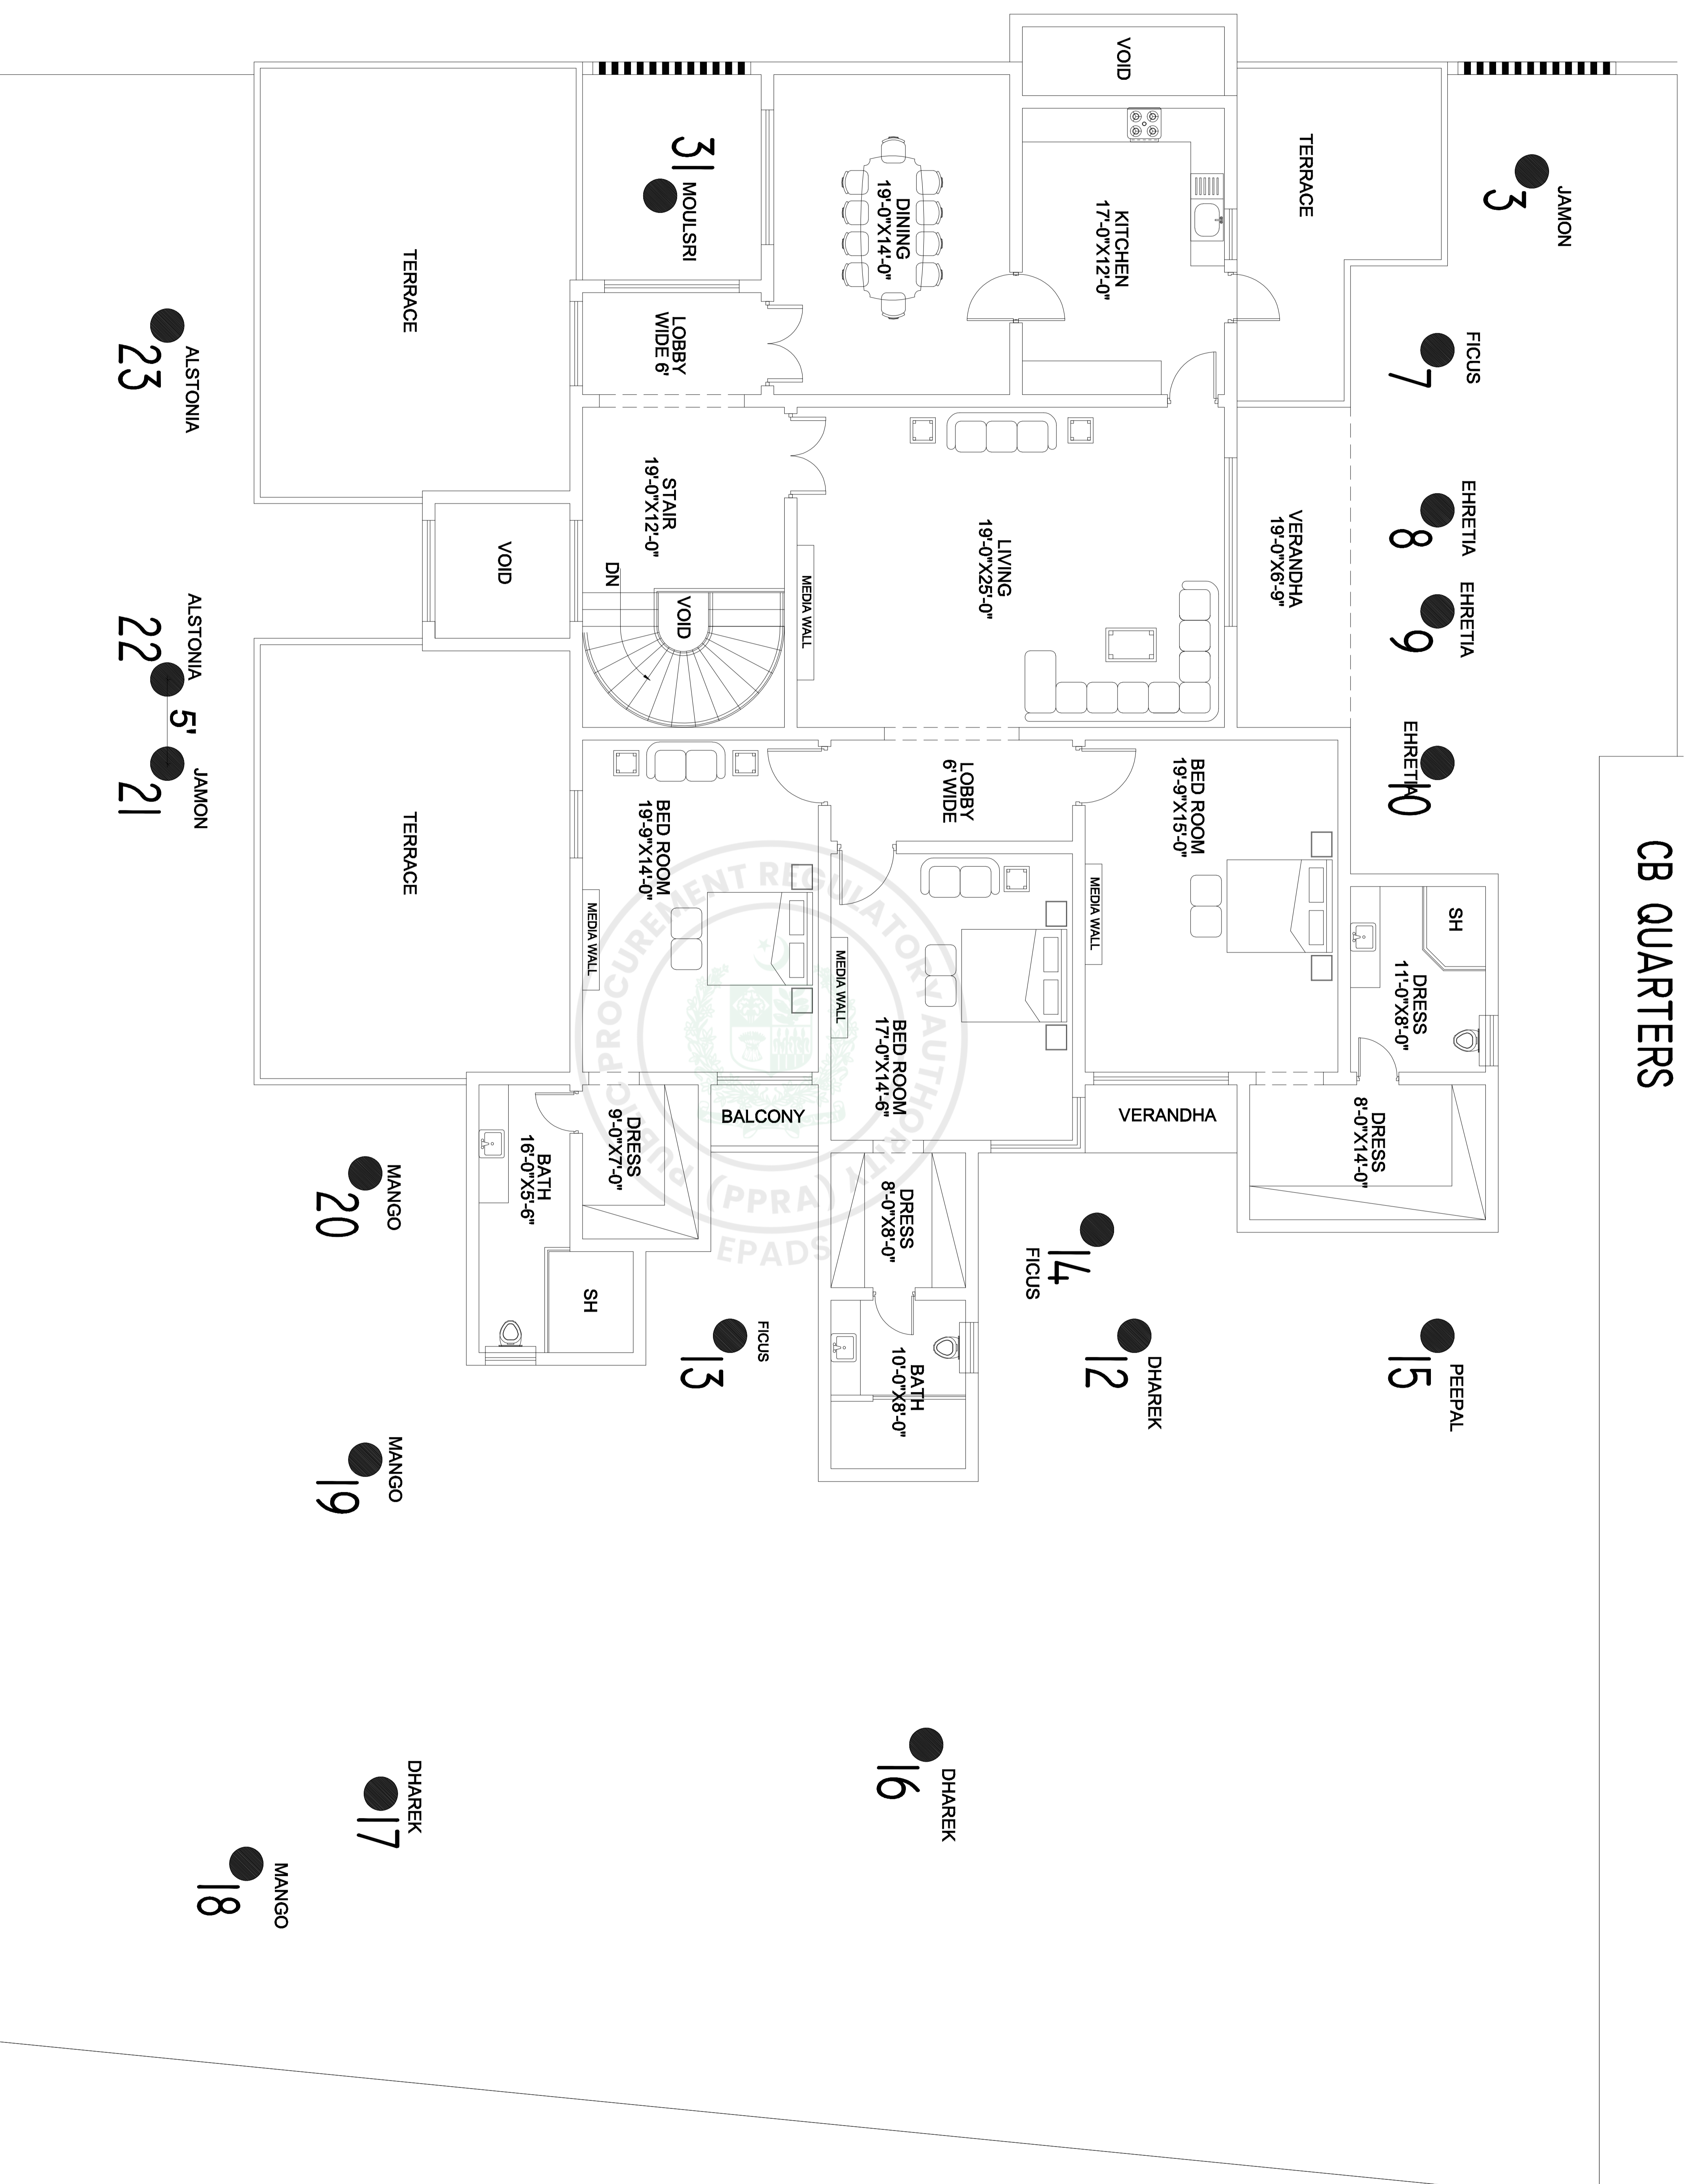 CB QUARTERS
JAMON
3
FICUS
7
EHRETIA
8
EHRETIA
9
EHRETIA
10
PEEPAL
15
TERRACE
VOID
KITCHEN
17'-0"X12'-0"
DINING
19'-0"X14'-0"
31
MOULSRI
LOBBY
WIDE 6'
TERRACE
VERANDHA
19'-0"X6'-9"
LIVING
19'-0"X25'-0"
MEDIA WALL
STAIR
19'-0"X12'-0"
DN
VOID
VOID
SH
DRESS
11'-0"X8'-0"
BED ROOM
19'-9"X15'-0"
MEDIA WALL
LOBBY
6' WIDE
BED ROOM
19'-9"X14'-0"
MEDIA WALL
MEDIA WALL
BED ROOM
17'-0"X14'-6"
TERRACE
DRESS
8'-0"X14'-0"
VERANDHA
BALCONY
DRESS
9'-0"X7'-0"
BATH
16'-0"X5'-6"
SH
DRESS
8'-0"X8'-0"
BATH
10'-0"X8'-0"
14
FICUS
DHAREK
12
FICUS
13
DHAREK
16
ALSTONIA
23
ALSTONIA
22
5'
JAMON
21
MANGO
20
MANGO
19
DHAREK
17
MANGO
18
PUBLIC PROCUREMENT REGULATORY AUTHORITY
(PPRA)
EPADS